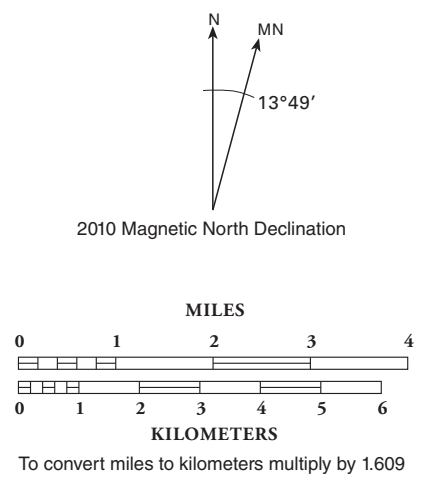 N
MN
13°49′
2010 Magnetic North Declination
MILES
0 1 2 3 4
0 1 2 3 4 5 6
KILOMETERS
To convert miles to kilometers multiply by 1.609